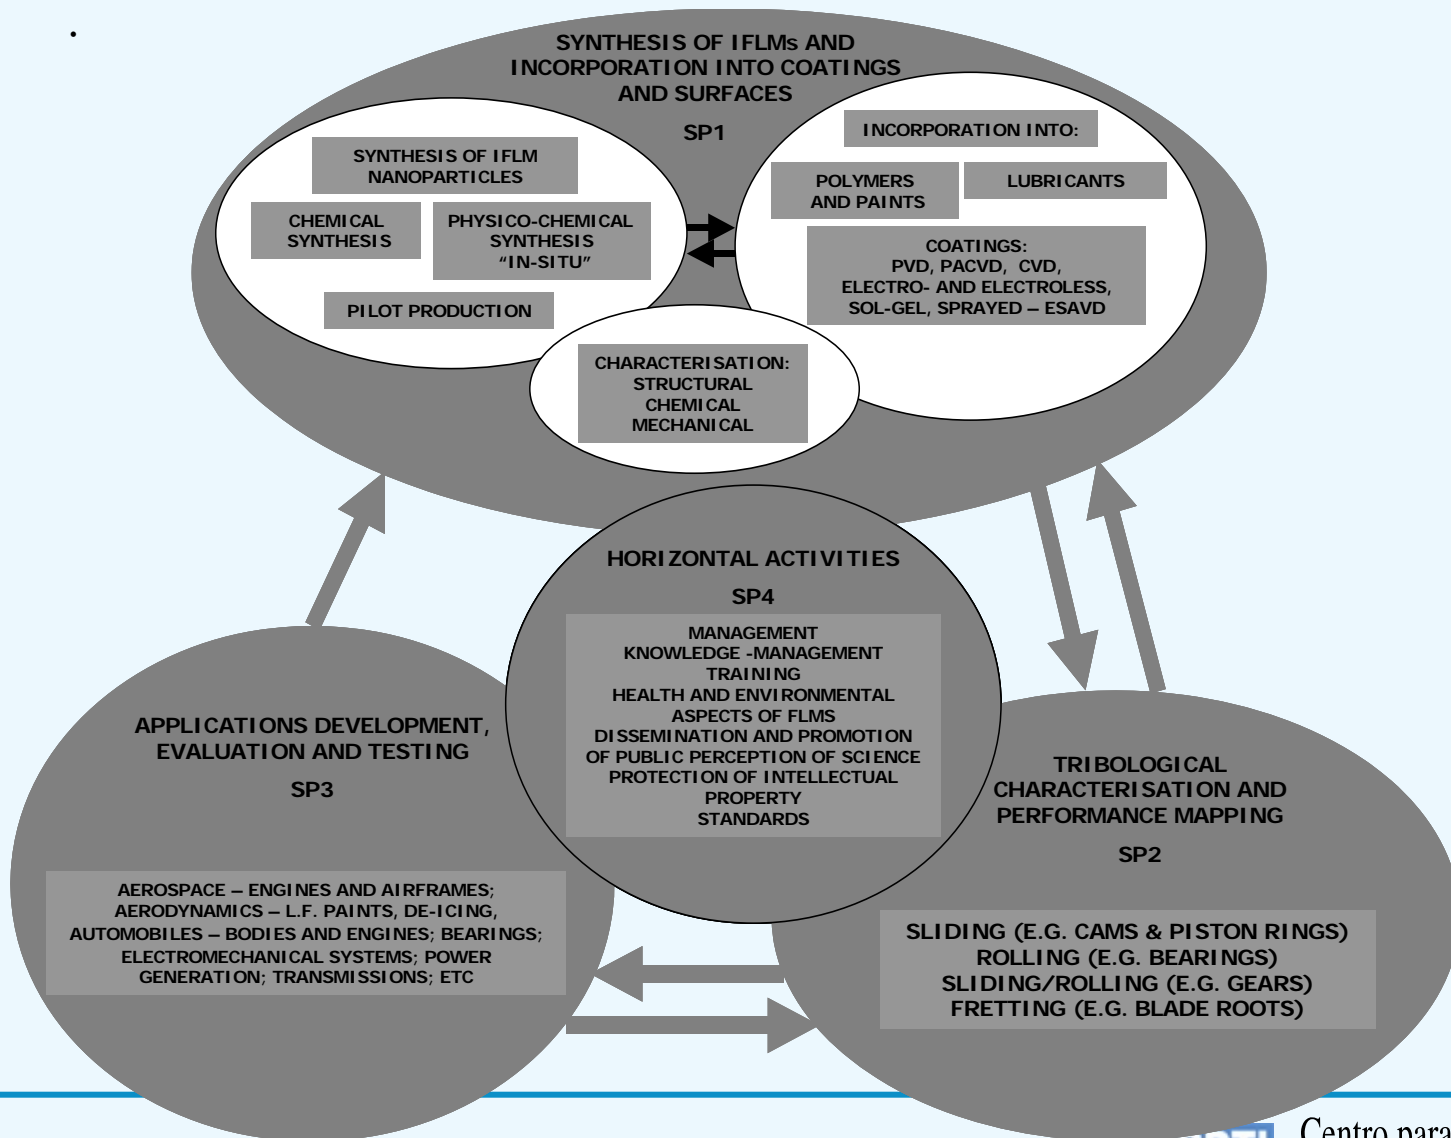 .
SYNTHESIS OF IFLMs AND
INCORPORATION INTO COATINGS
AND SURFACES
SP1
SYNTHESIS OF IFLM
NANOPARTICLES
CHEMICAL
SYNTHESIS
PHYSICO-CHEMICAL
SYNTHESIS
“IN-SITU”
PILOT PRODUCTION
INCORPORATION INTO:
POLYMERS
AND PAINTS
LUBRICANTS
COATINGS:
PVD, PACVD, CVD,
ELECTRO- AND ELECTROLESS,
SOL-GEL, SPRAYED – ESAVD
CHARACTERISATION:
STRUCTURAL
CHEMICAL
MECHANICAL
HORIZONTAL ACTIVITIES
SP4
MANAGEMENT
KNOWLEDGE -MANAGEMENT
TRAINING
HEALTH AND ENVIRONMENTAL
ASPECTS OF FLMS
DISSEMINATION AND PROMOTION
OF PUBLIC PERCEPTION OF SCIENCE
PROTECTION OF INTELLECTUAL
PROPERTY
STANDARDS
APPLICATIONS DEVELOPMENT,
EVALUATION AND TESTING
SP3
AEROSPACE – ENGINES AND AIRFRAMES;
AERODYNAMICS – L.F. PAINTS, DE-ICING,
AUTOMOBILES – BODIES AND ENGINES; BEARINGS;
ELECTROMECHANICAL SYSTEMS; POWER
GENERATION; TRANSMISSIONS; ETC
TRIBOLOGICAL
CHARACTERISATION AND
PERFORMANCE MAPPING
SP2
SLIDING (E.G. CAMS & PISTON RINGS)
ROLLING (E.G. BEARINGS)
SLIDING/ROLLING (E.G. GEARS)
FRETTING (E.G. BLADE ROOTS)
Centro para